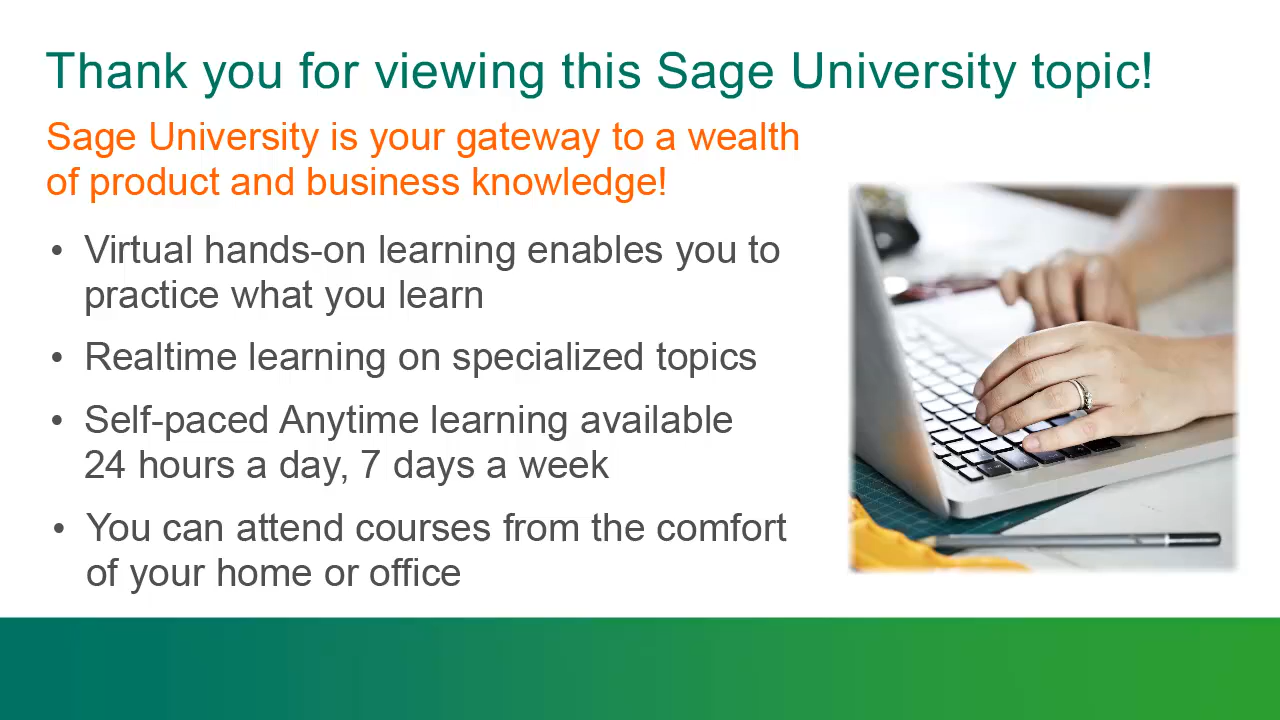 Thank you for viewing this Sage University topic!
Sage University is your gateway to a wealth
of product and business knowledge!
• Virtual hands-on learning enables you to
practice what you learn
• Realtime learning on specialized topics
• Self-paced Anytime learning available
24 hours a day, 7 days a week
• You can attend courses from the comfort
of your home or office